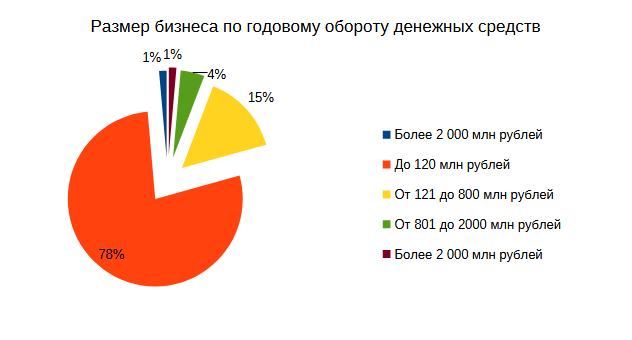 Размер бизнеса по годовому обороту денежных средств
1%
1%
4%
15%
78%
Более 2 000 млн рублей
До 120 млн рублей
От 121 до 800 млн рублей
От 801 до 2000 млн рублей
Более 2 000 млн рублей